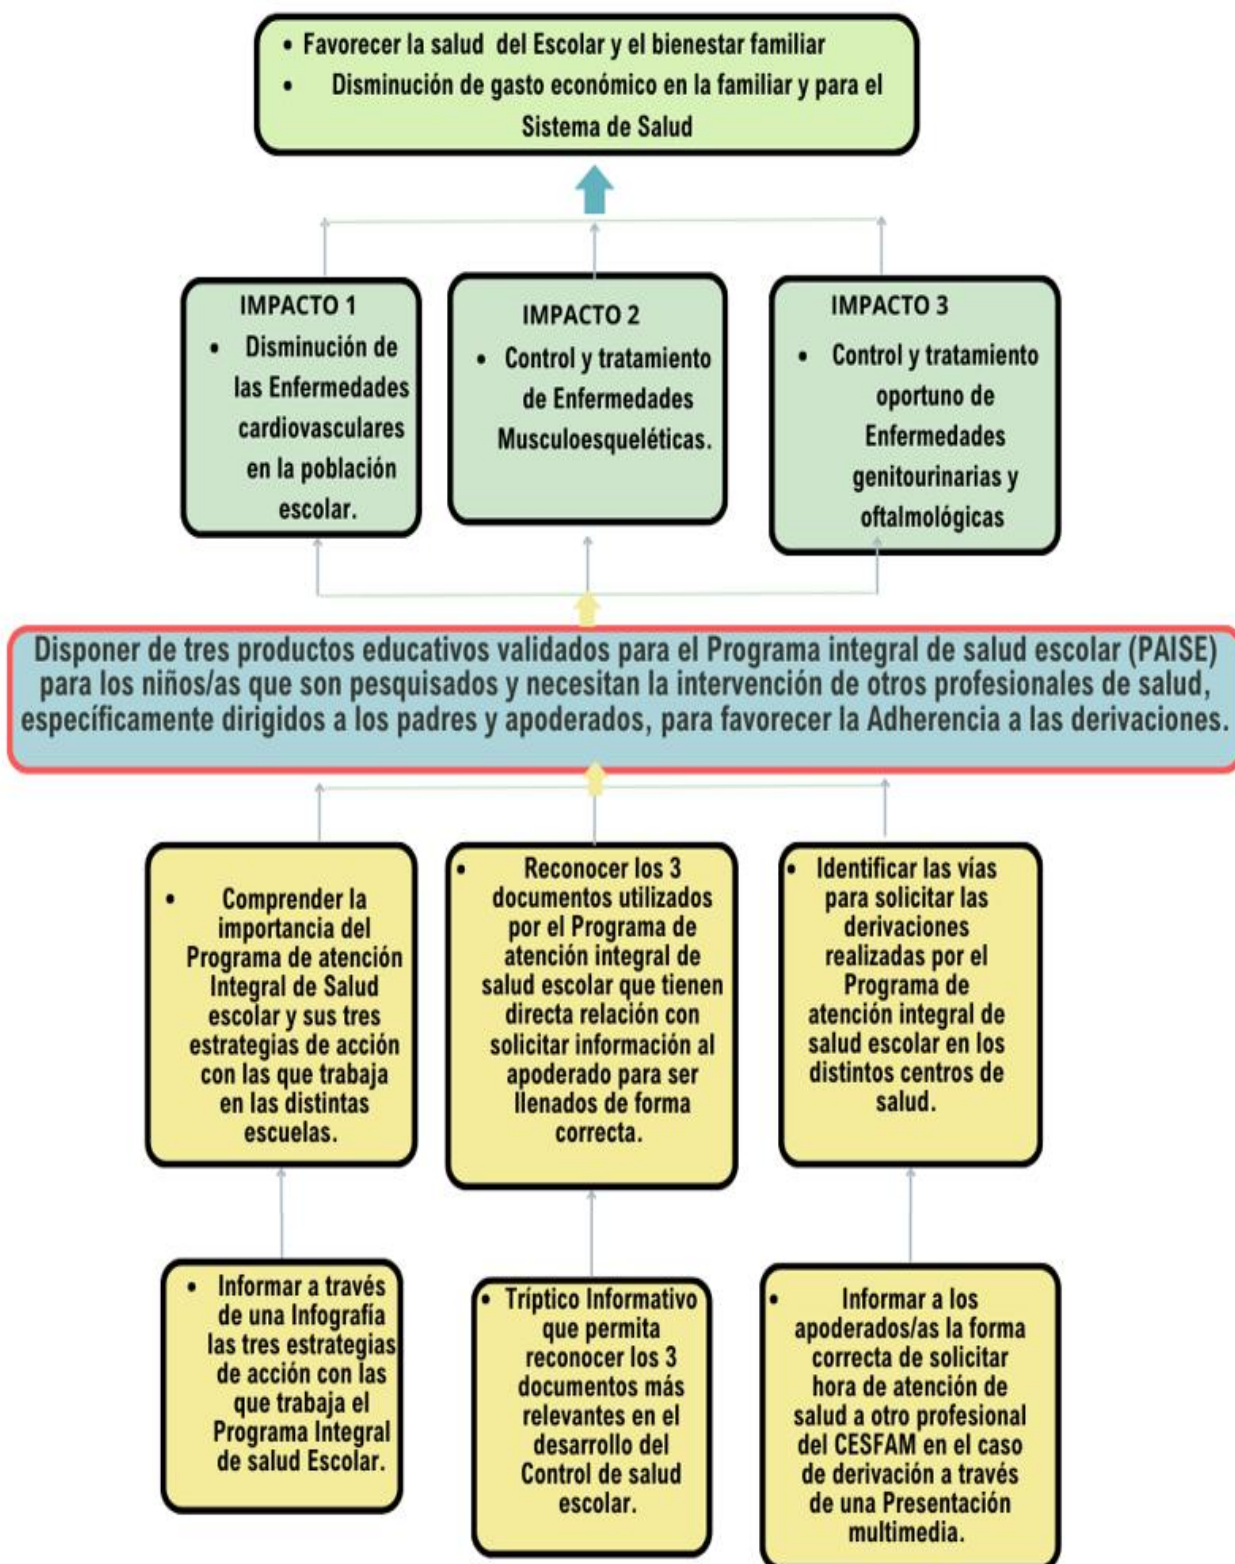 • Favorecer la salud del Escolar y el bienestar familiar
• Disminución de gasto económico en la familiar y para el
Sistema de Salud
IMPACTO 1
• Disminución de
las Enfermedades
cardiovasculares
en la población
escolar.
IMPACTO 2
• Control y tratamiento
de Enfermedades
Musculoesqueléticas.
IMPACTO 3
• Control y tratamiento
oportuno de
Enfermedades
genitourinarias y
oftalmológicas
Disponer de tres productos educativos validados para el Programa integral de salud escolar (PAISE)
para los niños/as que son pesquisados y necesitan la intervención de otros profesionales de salud,
específicamente dirigidos a los padres y apoderados, para favorecer la Adherencia a las derivaciones.
• Comprender la
importancia del
Programa de atención
Integral de Salud
escolar y sus tres
estrategias de acción
con las que trabaja
en las distintas
escuelas.
• Reconocer los 3
documentos utilizados
por el Programa de
atención integral de
salud escolar que tienen
directa relación con
solicitar información al
apoderado para ser
llenados de forma
correcta.
• Identificar las vías
para solicitar las
derivaciones
realizadas por el
Programa de
atención integral de
salud escolar en los
distintos centros de
salud.
• Informar a través
de una Infografía
las tres estrategias
de acción con las
que trabaja el
Programa Integral
de salud Escolar.
• Tríptico Informativo
que permita
reconocer los 3
documentos más
relevantes en el
desarrollo del
Control de salud
escolar.
• Informar a los
apoderados/as la forma
correcta de solicitar
hora de atención de
salud a otro profesional
del CESFAM en el caso
de derivación a través
de una Presentación
multimedia.